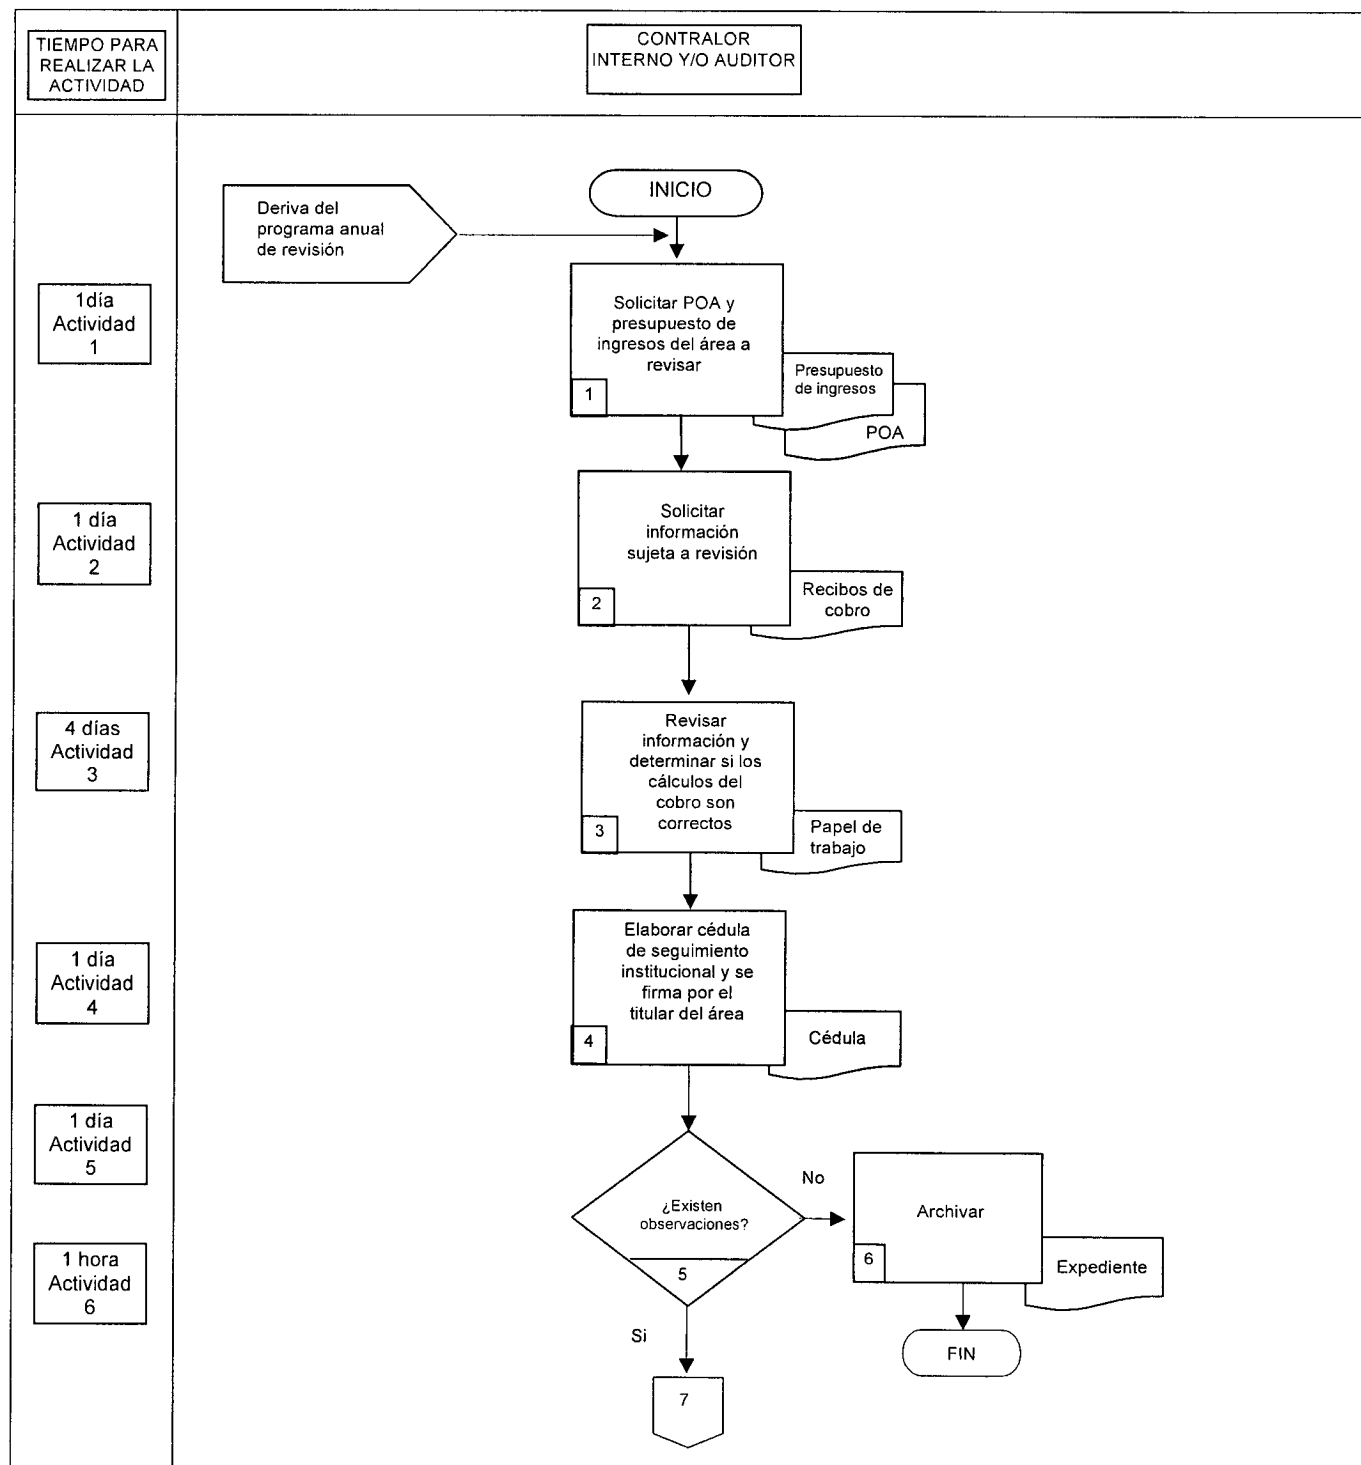 TIEMPO PARA
REALIZAR LA
ACTIVIDAD
CONTRALOR
INTERNO Y/O AUDITOR
INICIO
Deriva del
programa anual
de revisión
1día
Actividad
1
Solicitar POA y
presupuesto de
ingresos del área a
revisar
1
Presupuesto
de ingresos
POA
1 día
Actividad
2
Solicitar
información
sujeta a revisión
2
Recibos de
cobro
4 días
Actividad
3
Revisar
información y
determinar si los
cálculos del
cobro son
correctos
3
Papel de
trabajo
1 día
Actividad
4
Elaborar cédula
de seguimiento
institucional y se
firma por el
titular del área
4
Cédula
1 día
Actividad
5
¿Existen
observaciones?
5
No
Archivar
6
Expediente
1 hora
Actividad
6
Si
FIN
7